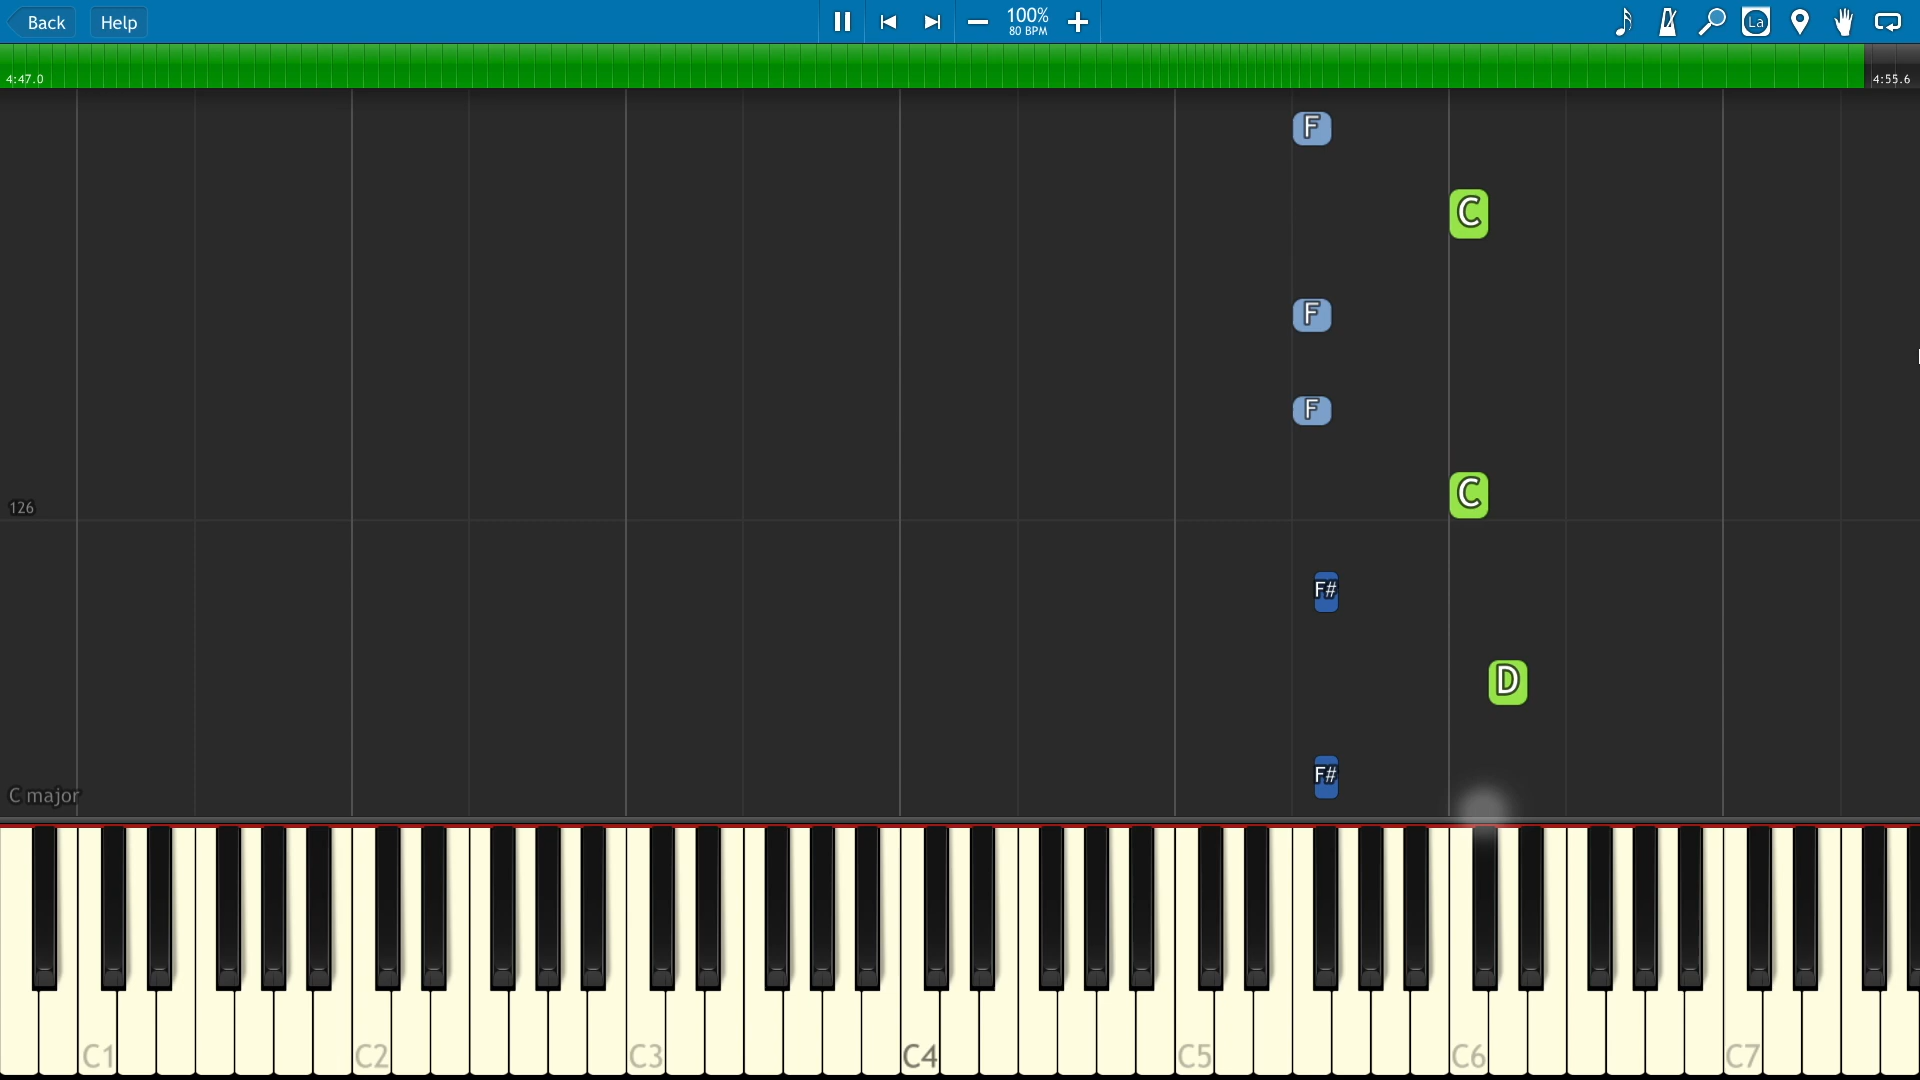 Back
Help
100%
80 BPM
La
4:47.0
4:55.6
F
C
F
F
126
C
F#
D
F#
C major
C1
C2
C3
C4
C5
C6
C7